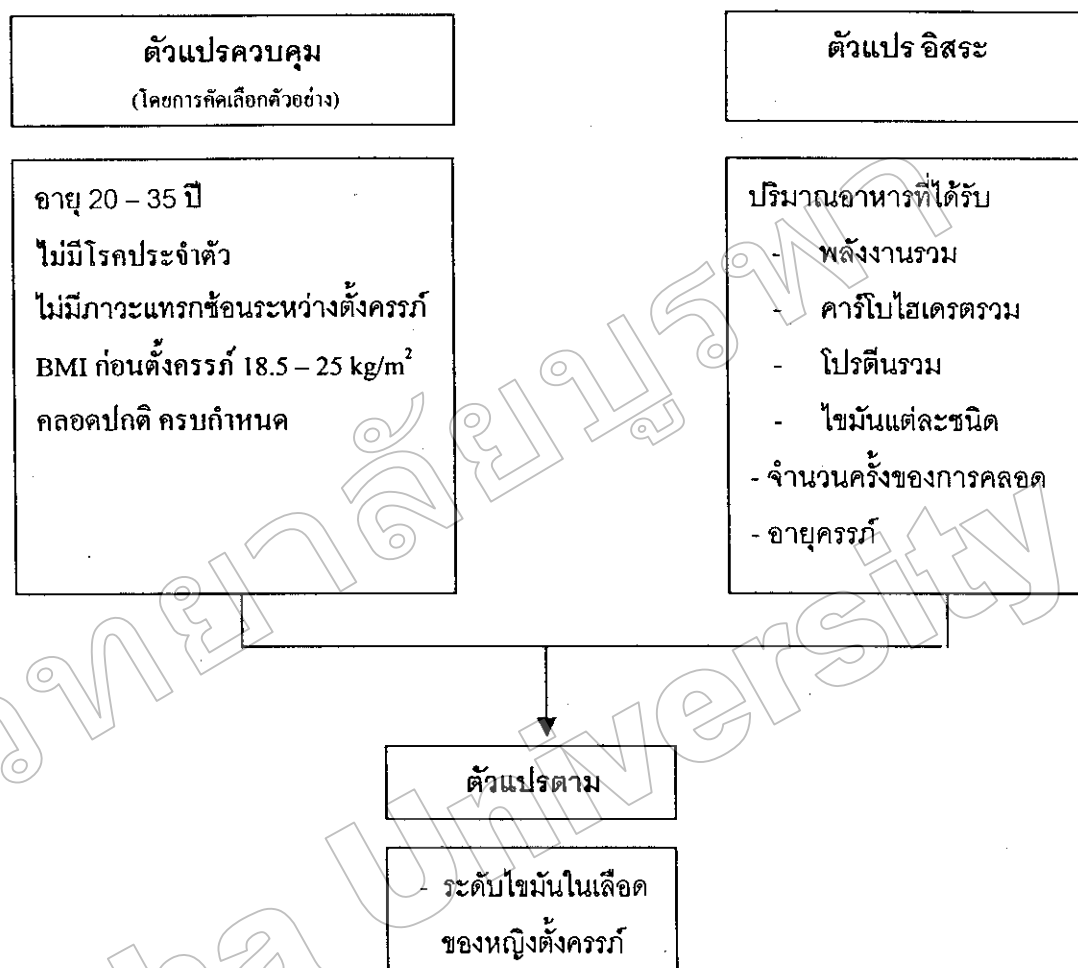 ตัวแปรควบคุม
(โดยการคัดเลือกตัวอย่าง)
อายุ 20 – 35 ปี
ไม่มีโรคประจำตัว
ไม่มีภาวะแทรกซ้อนระหว่างตั้งครรภ์
BMI ก่อนตั้งครรภ์ 18.5 – 25 kg/m²
คลอดปกติ ครบกำหนด
ตัวแปร อิสระ
ปริมาณอาหารที่ได้รับ
- พลังงานรวม
- คาร์โบไฮเดรตรวม
- โปรตีนรวม
- ไขมันแต่ละชนิด
- จำนวนครั้งของการคลอด
- อายุครรภ์
ตัวแปรตาม
- ระดับไขมันในเลือด
ของหญิงตั้งครรภ์
วิทยาลัยบูรพา
University